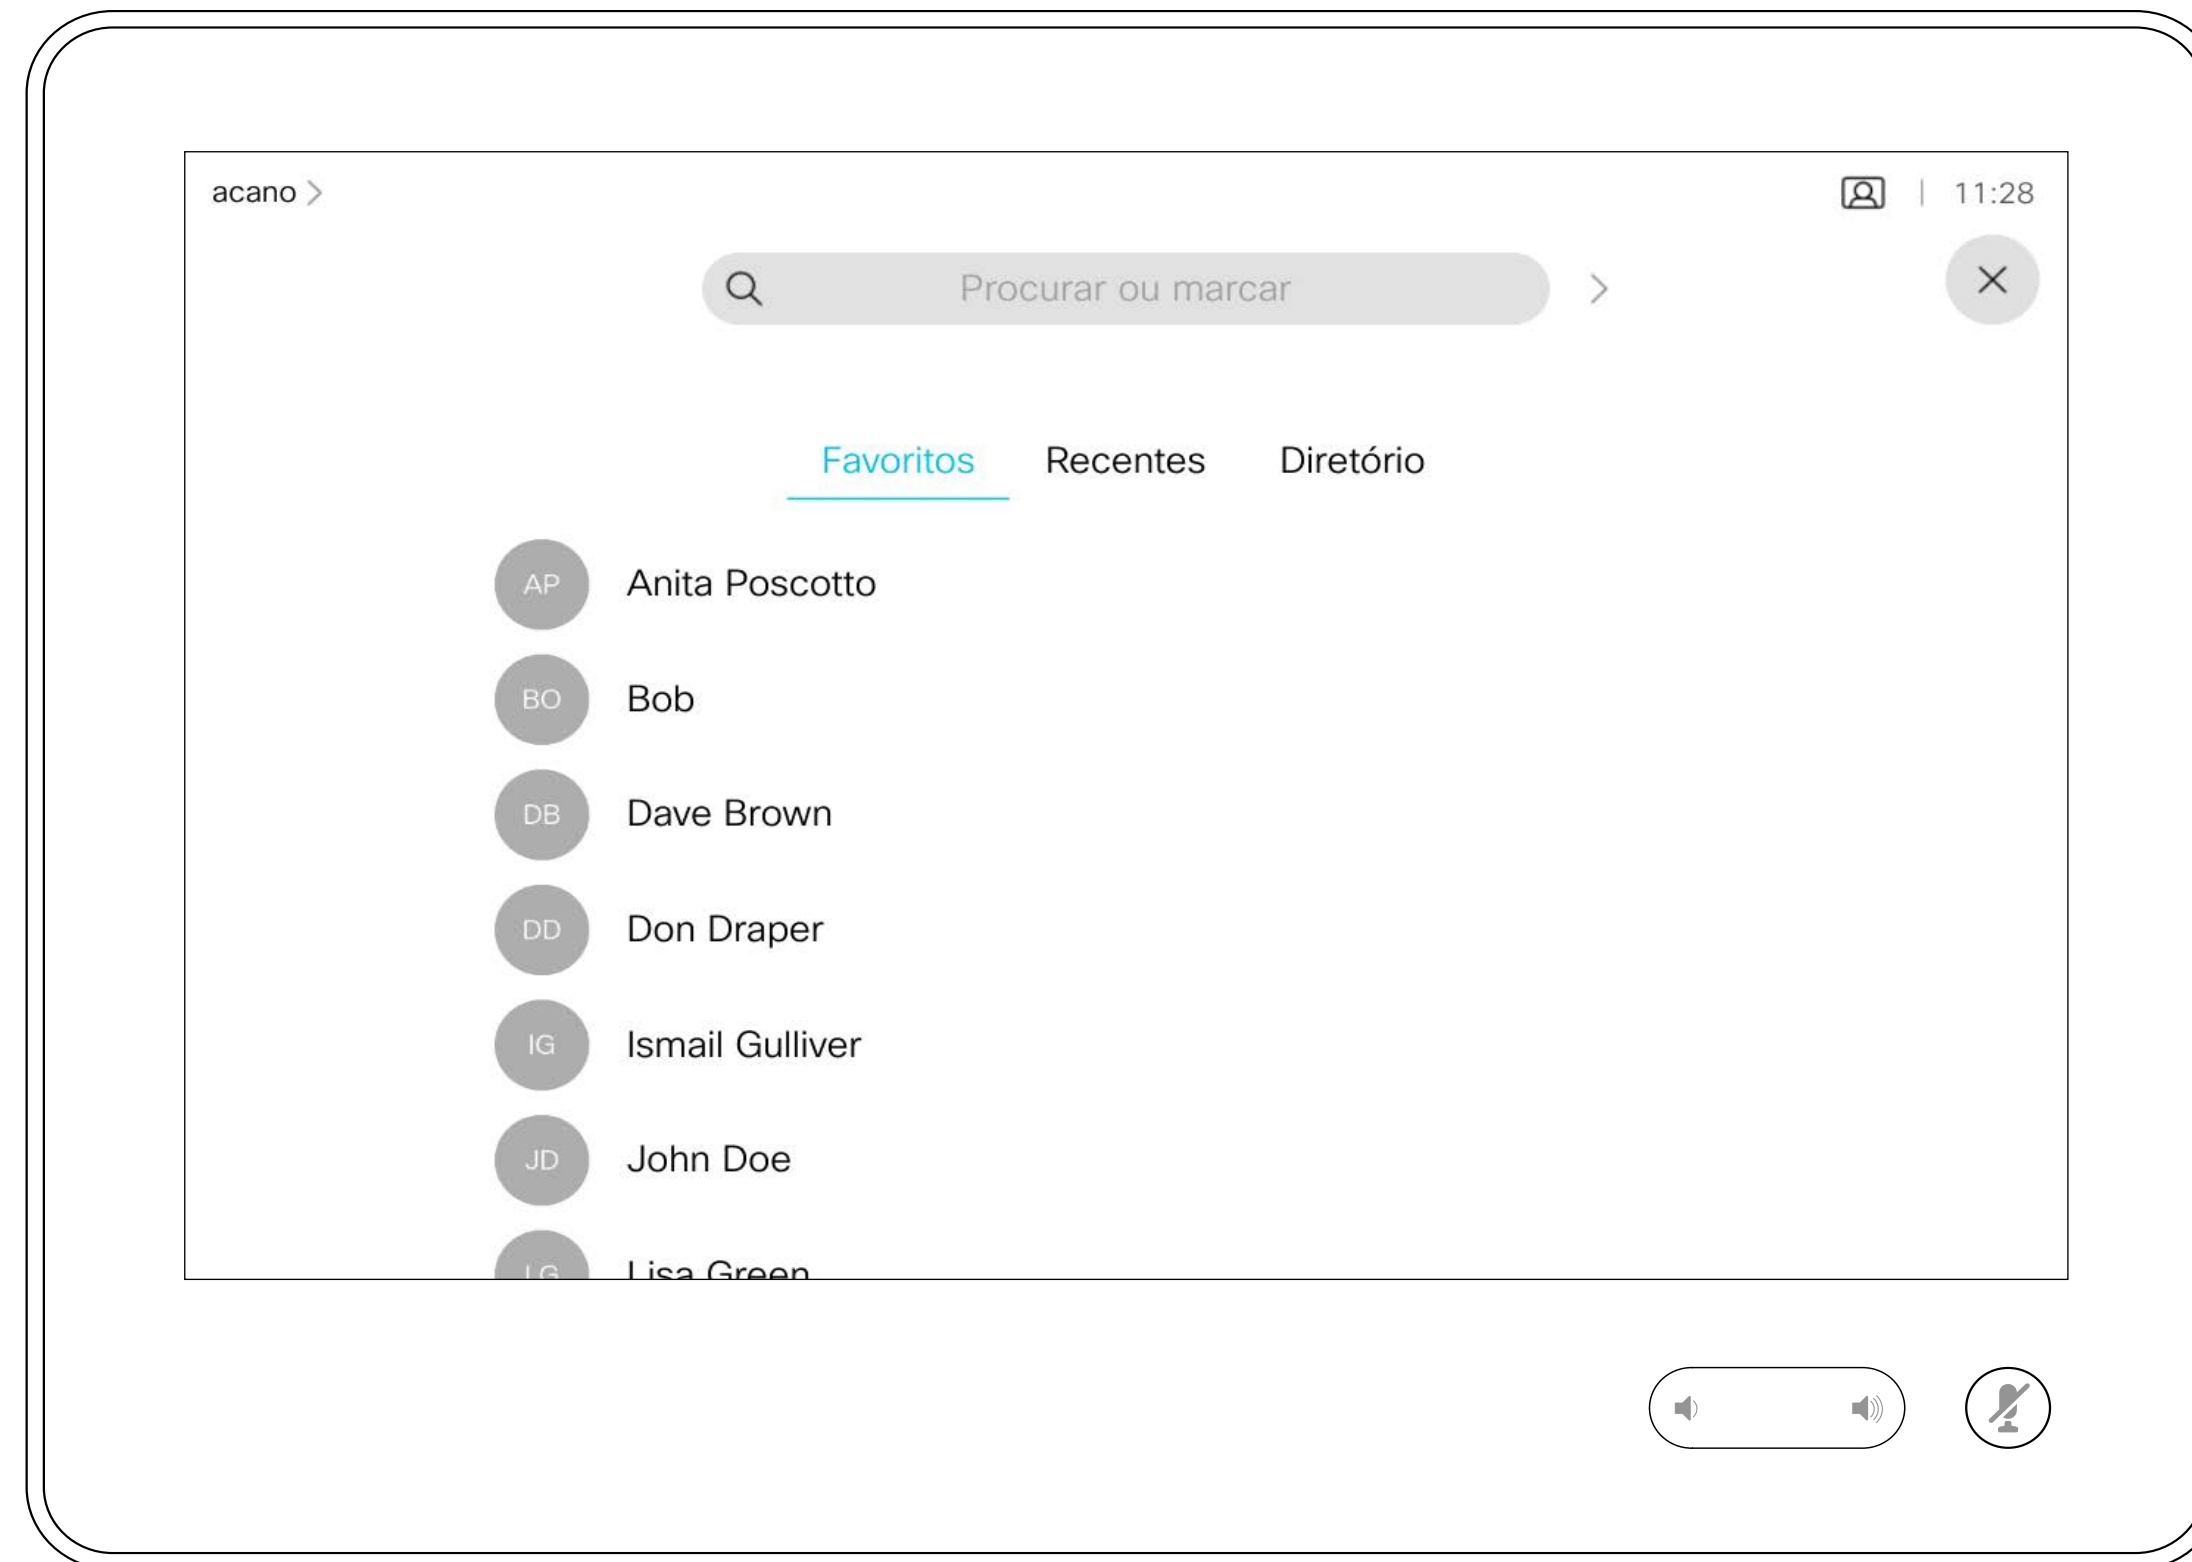 acano
11:28
Procurar ou marcar
Favoritos Recentes Diretório
AP Anita Poscotto
BO Bob
DB Dave Brown
DD Don Draper
IG Ismail Gulliver
JD John Doe
LG Lisa Green